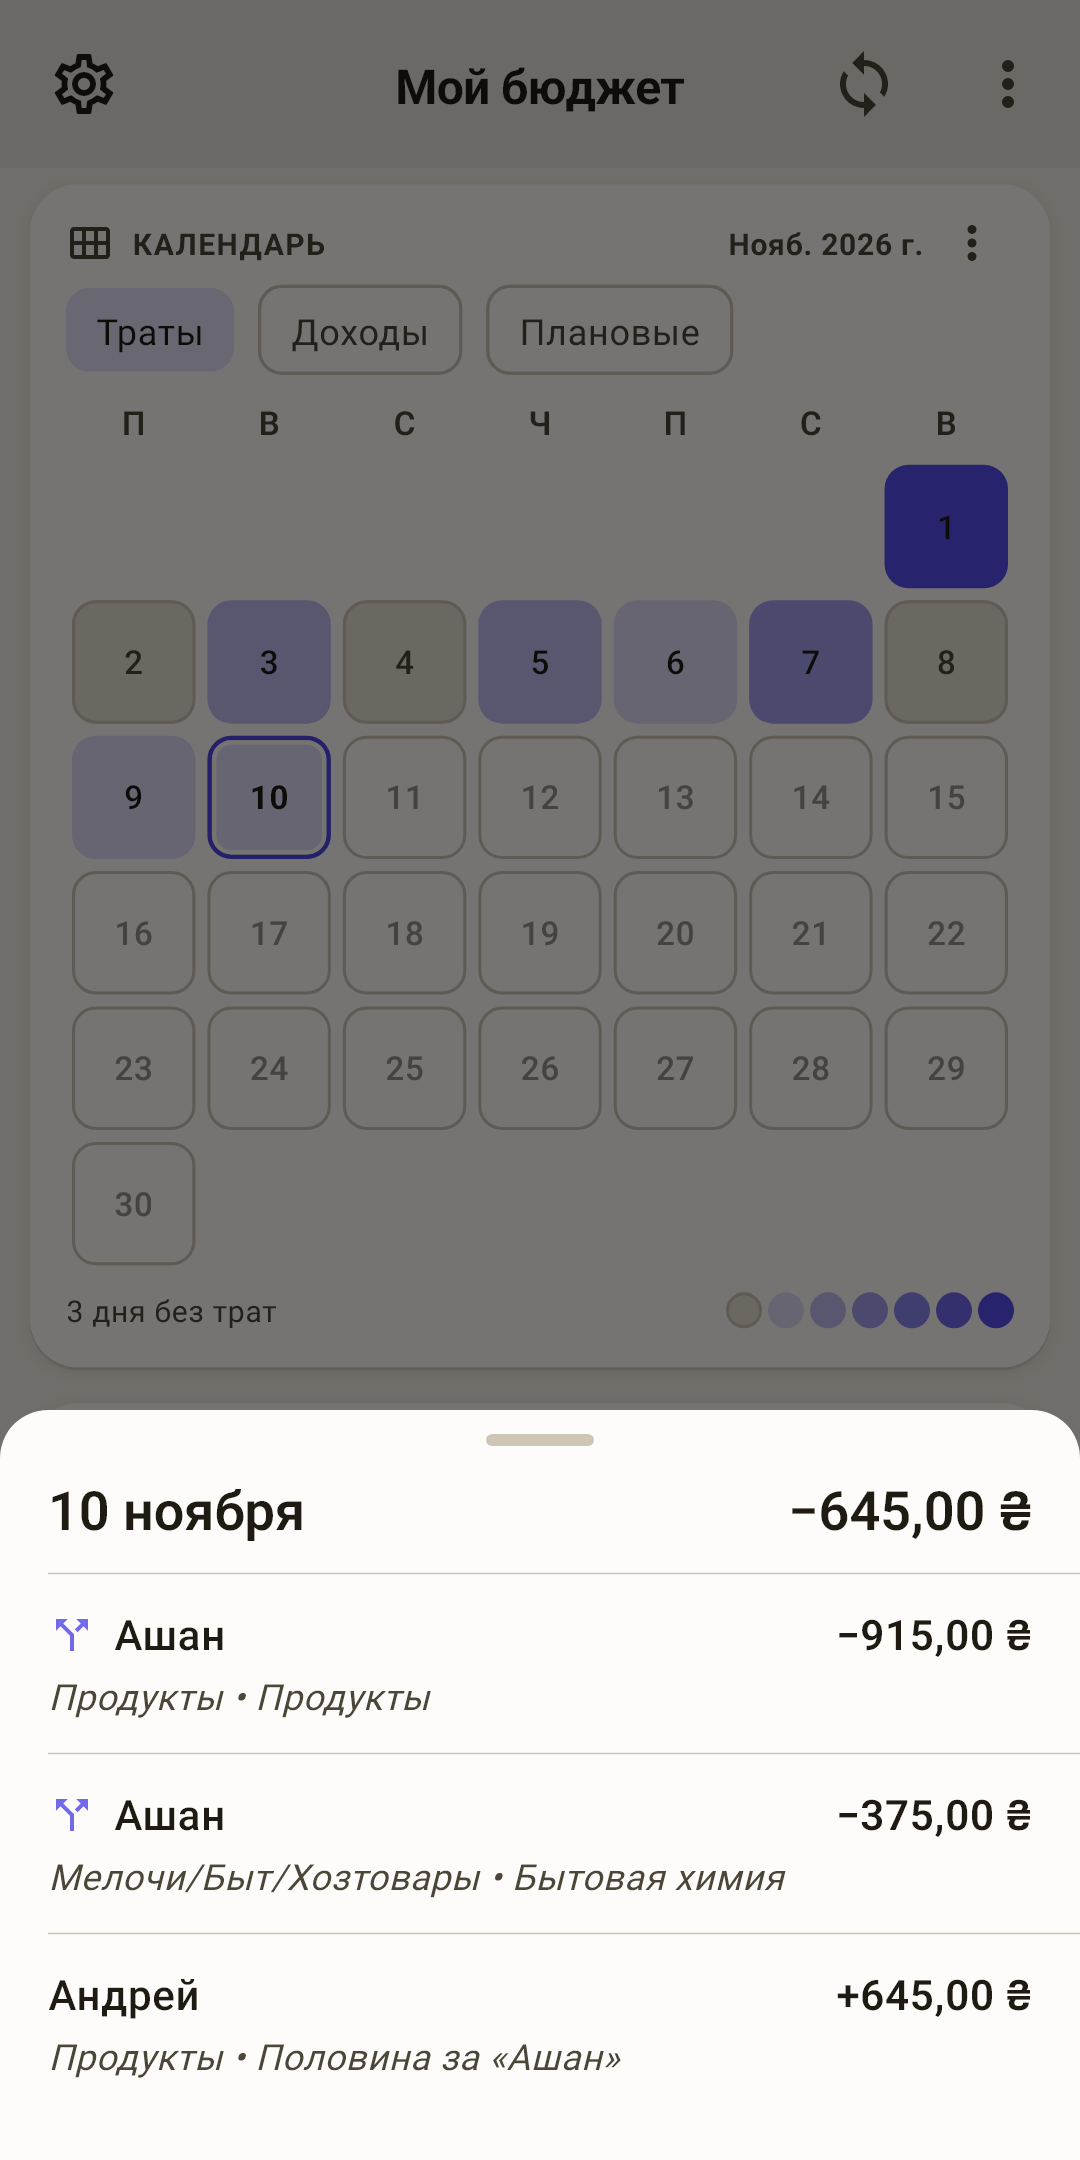 Мой бюджет
КАЛЕНДАРЬ Нояб. 2026 г.
Траты Доходы Плановые
П В С Ч П С В
1
2 3 4 5 6 7 8
9 10 11 12 13 14 15
16 17 18 19 20 21 22
23 24 25 26 27 28 29
30
3 дня без трат
10 ноября −645,00 ₴
Ашан −915,00 ₴
Продукты • Продукты
Ашан −375,00 ₴
Мелочи/Быт/Хозтовары • Бытовая химия
Андрей +645,00 ₴
Продукты • Половина за «Ашан»